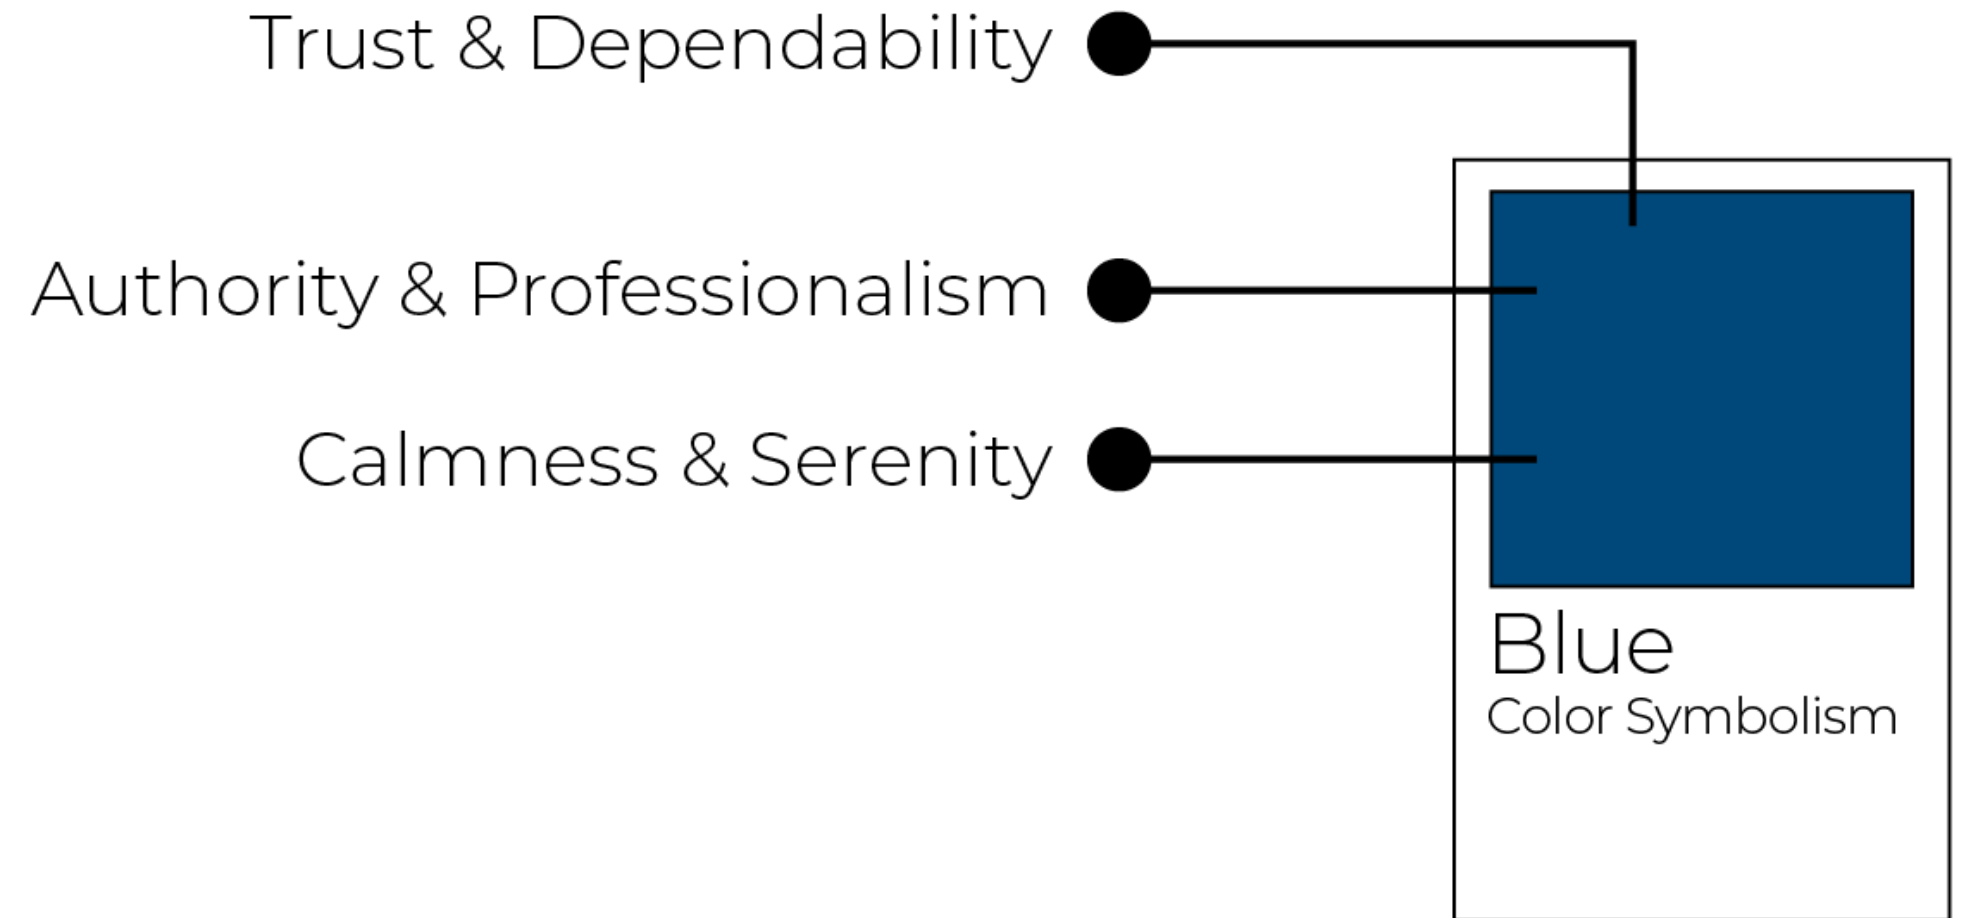 Trust & Dependability
Authority & Professionalism
Calmness & Serenity
Blue
Color Symbolism